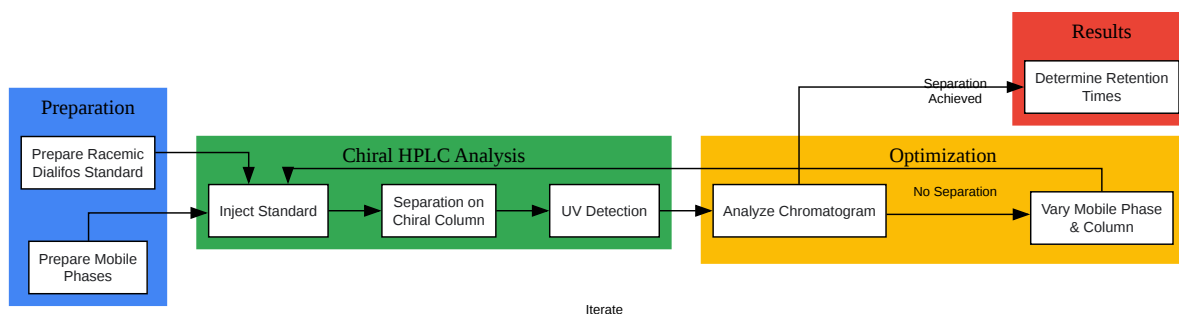 Preparation
Prepare Racemic
Dialifos Standard
Prepare Mobile
Phases
Chiral HPLC Analysis
Inject Standard
Separation on
Chiral Column
UV Detection
Optimization
Analyze Chromatogram
No Separation
Vary Mobile Phase
& Column
Separation
Achieved
Results
Determine Retention
Times
Iterate